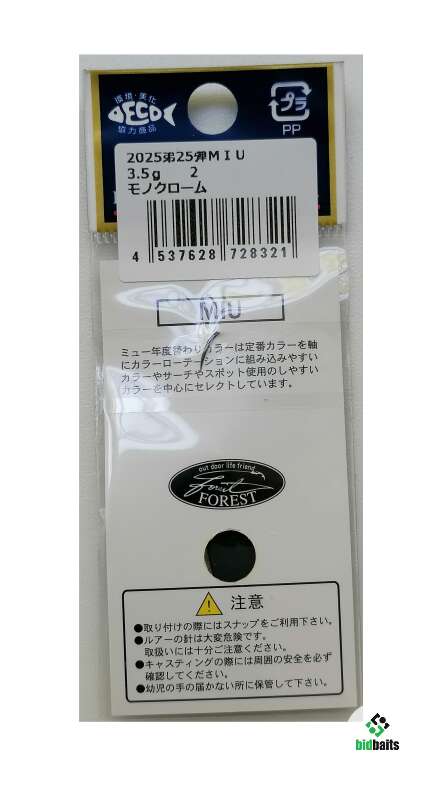 環境・美化
DECO
協力商品
プラ
PP
2025弟25弾MIU
3.5g 2
モノクローム
4 537628 728321
MIU
ミュー年度替わりカラーは定番カラーを軸
にカラーローテーションに組み込みやすい
カラーやサーチやスポット使用のしやすい
カラーを中心にセレクトしています。
out door life friend
Forest
FOREST
注意
●取り付けの際にはスナップをご利用下さい。
●ルアーの針は大変危険です。
取扱いには十分ご注意ください。
●キャスティングの際には周囲の安全を必ず
確認してください。
●幼児の手の届かない所に保管して下さい。
bidbaits